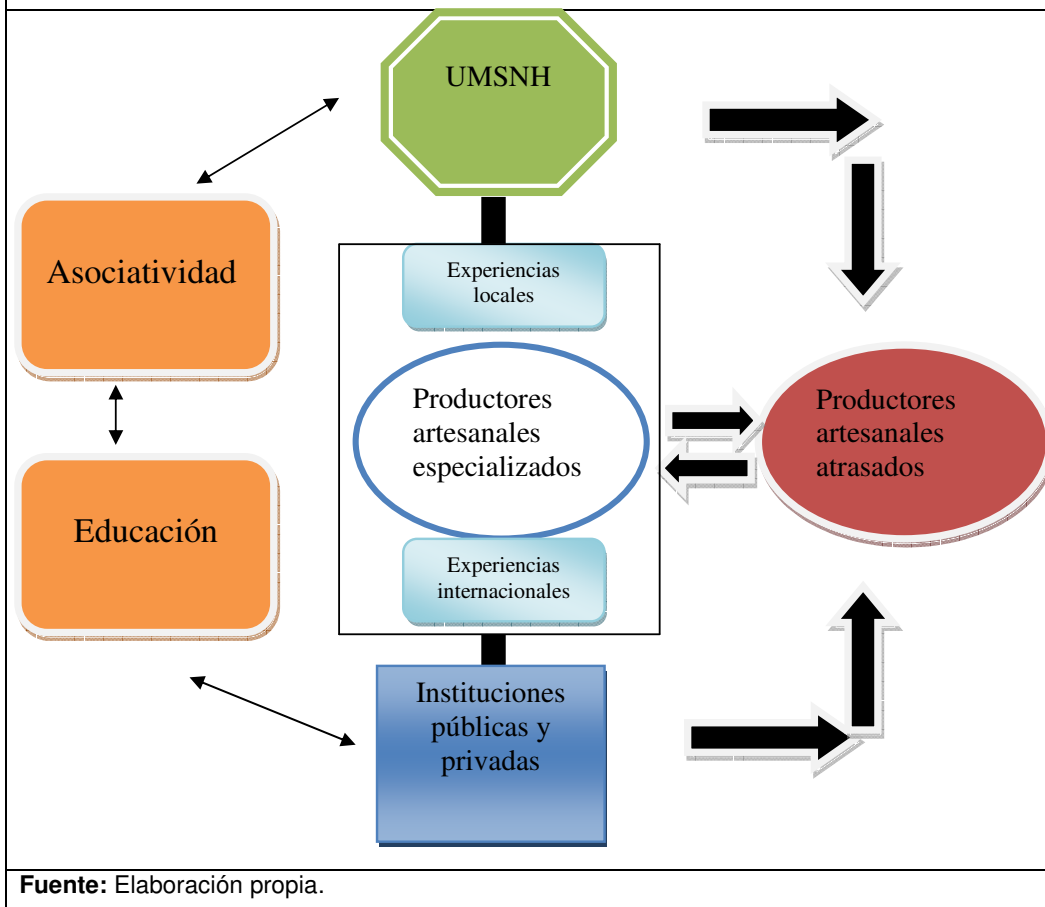 UMSNH
Asociatividad
Experiencias
locales
Productores
artesanales
especializados
Productores
artesanales
atrasados
Educación
Experiencias
internacionales
Instituciones
públicas y
privadas
Fuente: Elaboración propia.